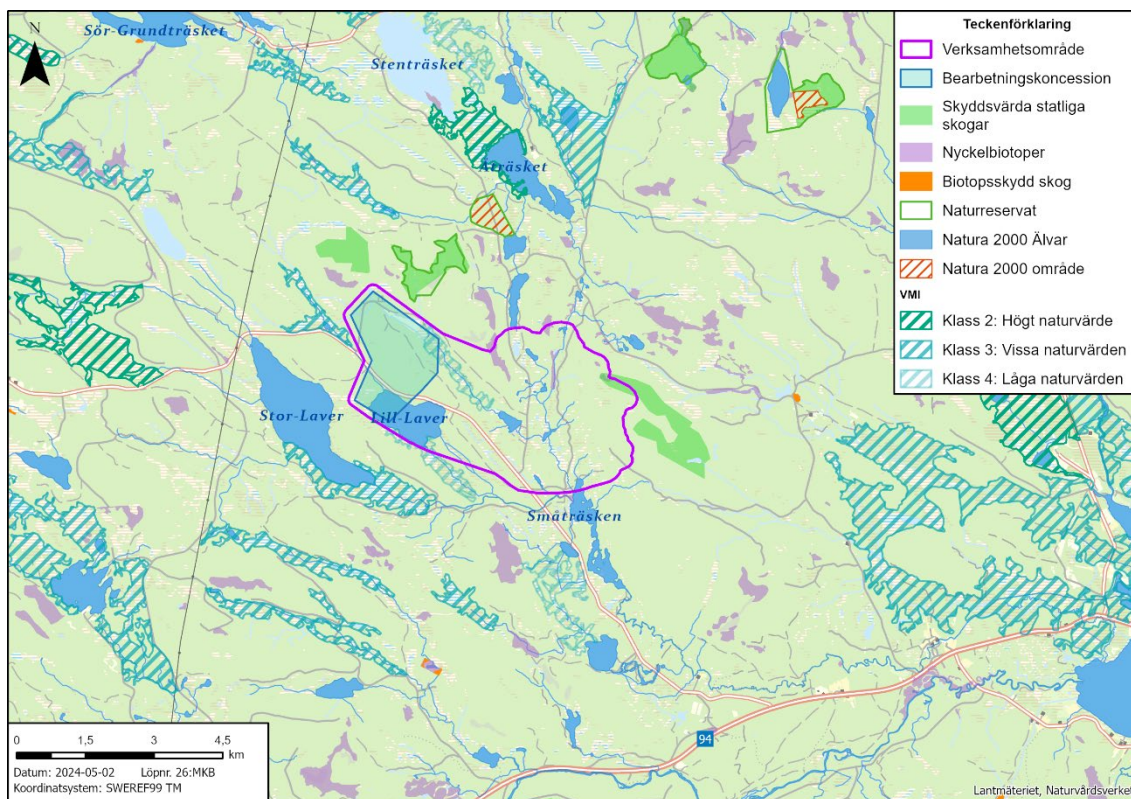 Sör-Grundträsket
N
Stenträsket
Åträsket
Stor-Laver
Lill-Laver
Småträsken
94
Teckenförklaring
Verksamhetsområde
Bearbetningskoncession
Skyddsvärda statliga
skogar
Nyckelbiotoper
Biotopsskydd skog
Naturreservat
Natura 2000 Älvar
Natura 2000 område
VMI
Klass 2: Högt naturvärde
Klass 3: Vissa naturvärden
Klass 4: Låga naturvärden
0 1,5 3 4,5
km
Datum: 2024-05-02 Löpnr. 26:MKB
Koordinatsystem: SWEREF99 TM
Lantmäteriet, Naturvårdsverket